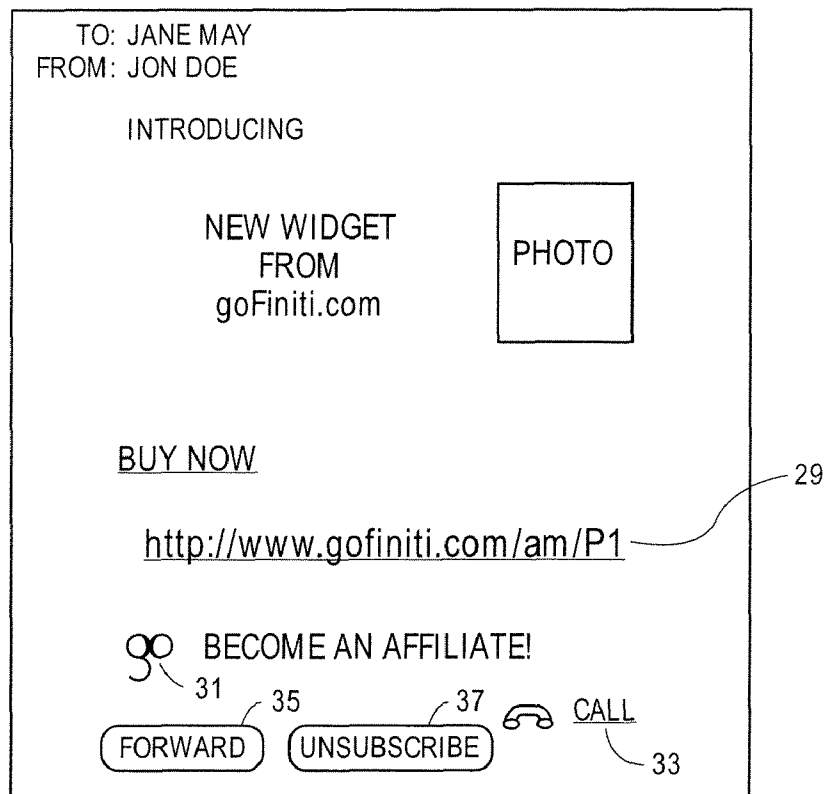 TO: JANE MAY
FROM: JON DOE
INTRODUCING
NEW WIDGET
FROM
goFiniti.com
PHOTO
BUY NOW
29
http://www.gofiniti.com/am/P1
go BECOME AN AFFILIATE!
31
35
37
CALL
FORWARD
UNSUBSCRIBE
33